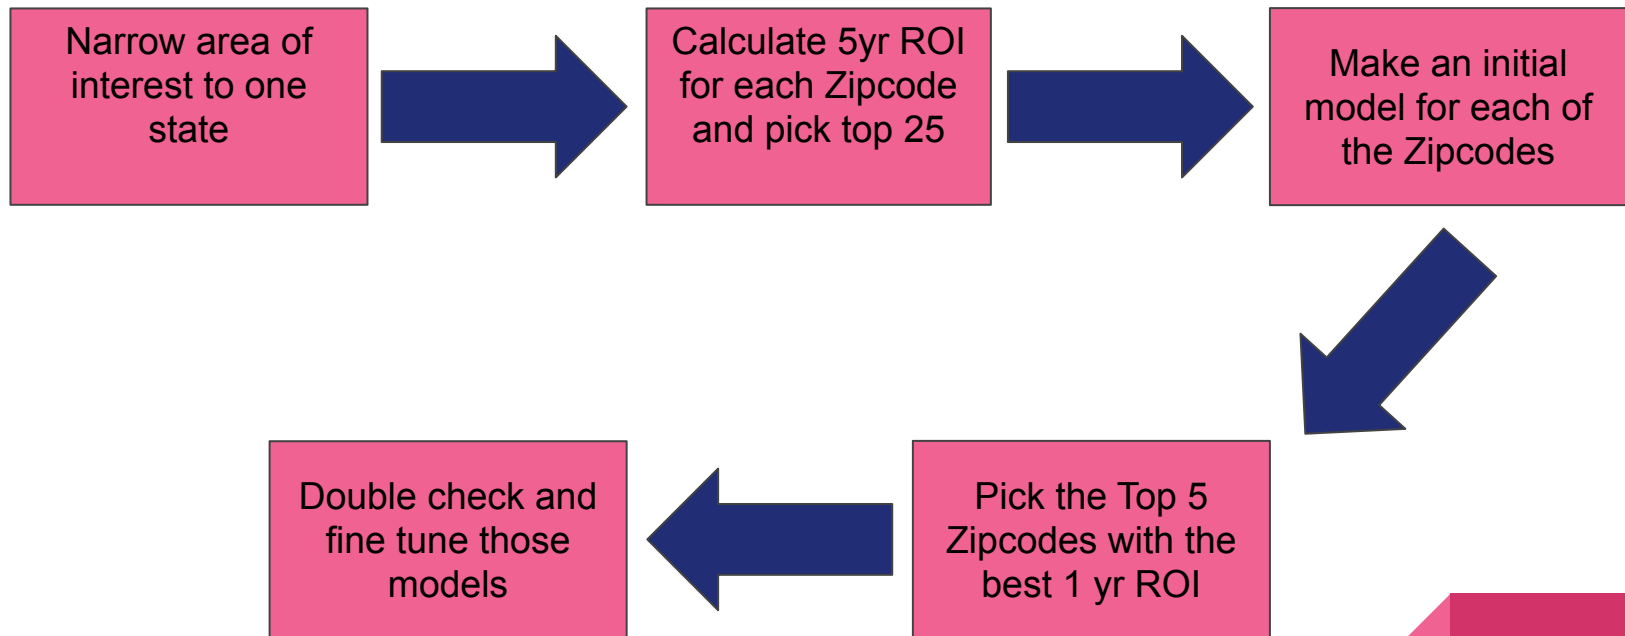 Narrow area of
interest to one
state
Calculate 5yr ROI
for each Zipcode
and pick top 25
Make an initial
model for each of
the Zipcodes
Pick the Top 5
Zipcodes with the
best 1 yr ROI
Double check and
fine tune those
models